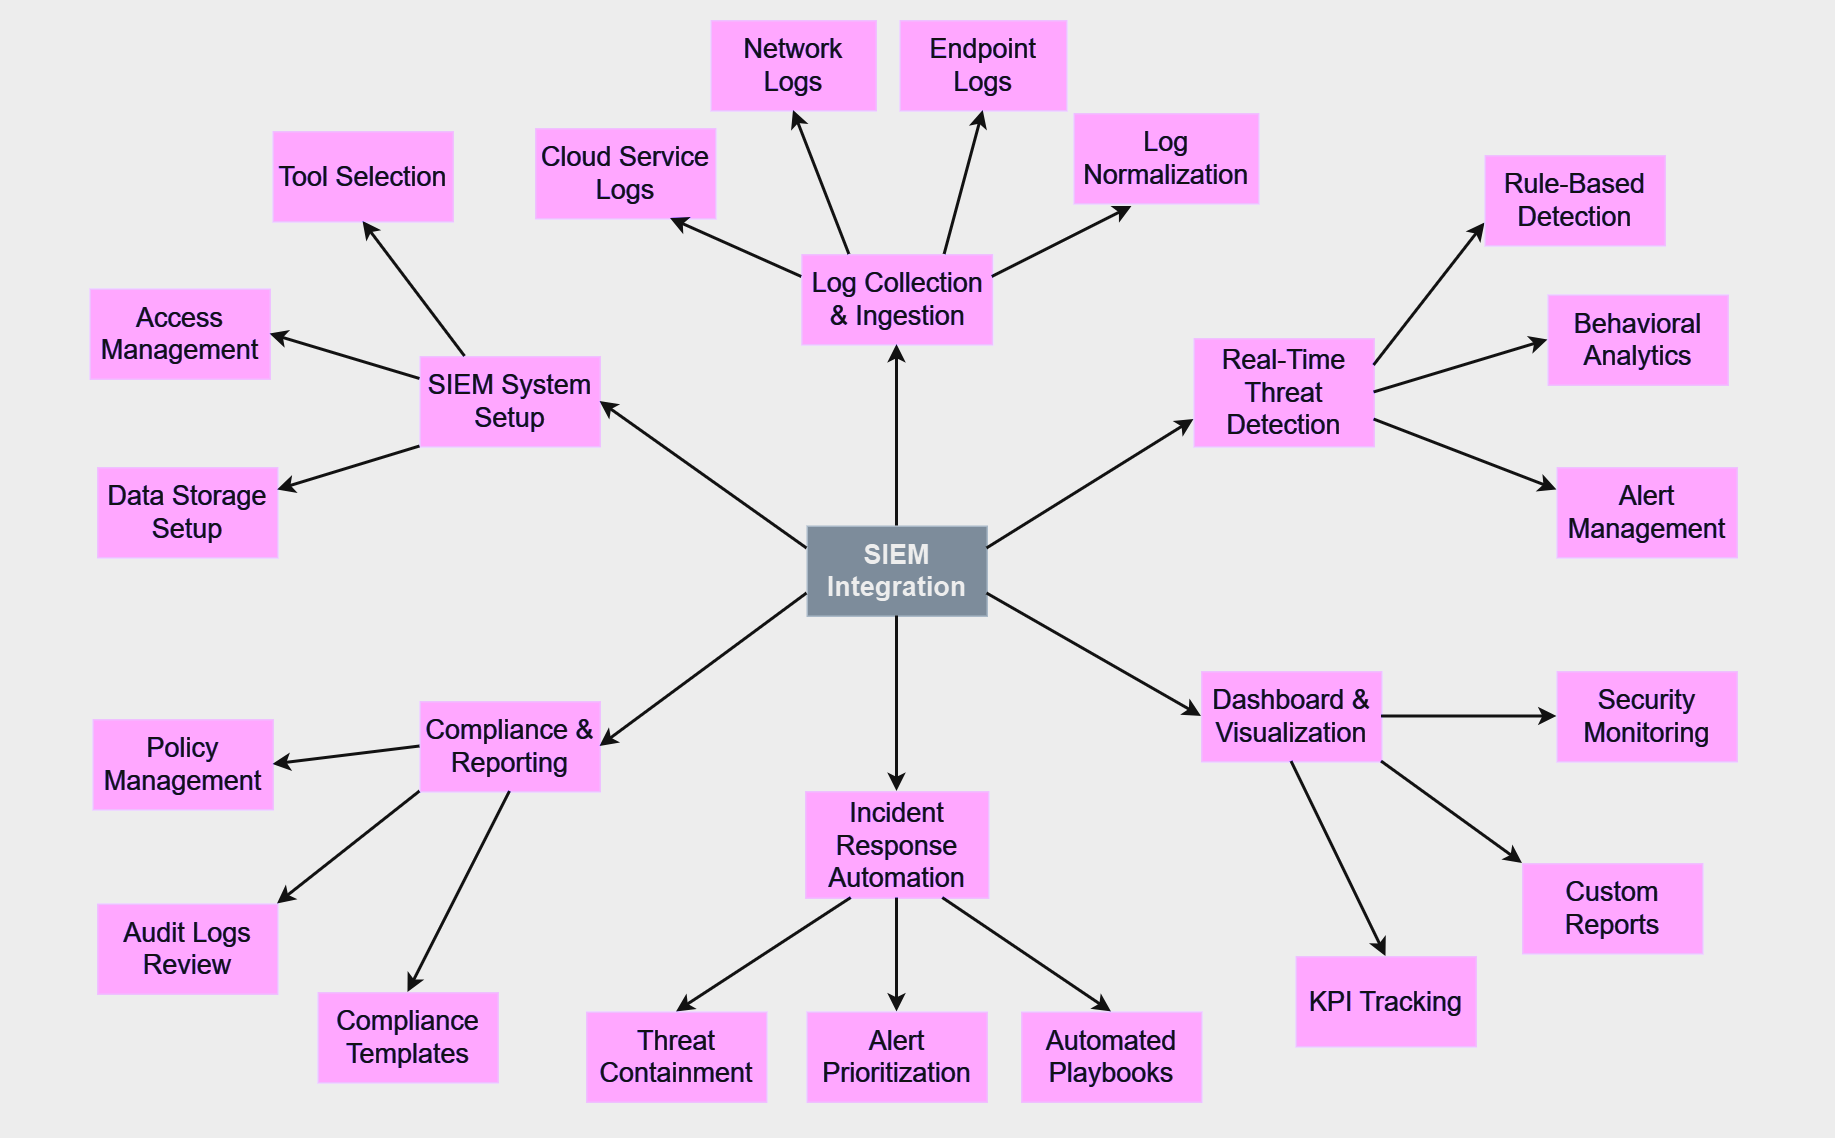 Network
Logs
Endpoint
Logs
Cloud Service
Logs
Log
Normalization
Tool Selection
Rule-Based
Detection
Log Collection
& Ingestion
Access
Management
Behavioral
Analytics
SIEM System
Setup
Real-Time
Threat
Detection
Data Storage
Setup
Alert
Management
SIEM
Integration
Compliance &
Reporting
Dashboard &
Visualization
Security
Monitoring
Policy
Management
Incident
Response
Automation
Custom
Reports
Audit Logs
Review
KPI Tracking
Compliance
Templates
Threat
Containment
Alert
Prioritization
Automated
Playbooks